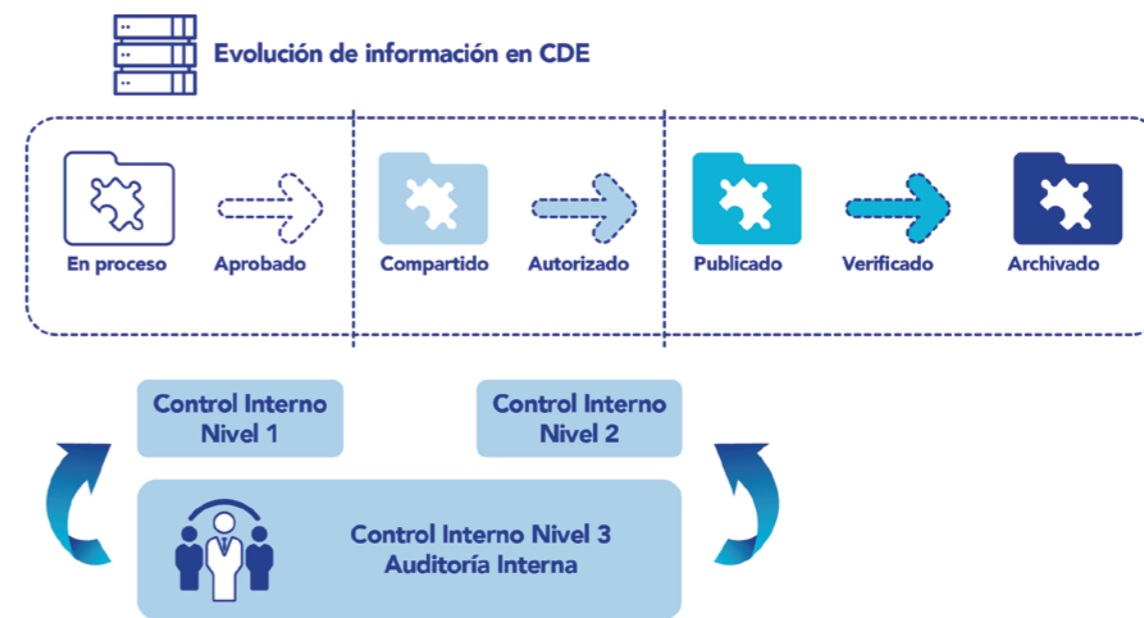 Evolución de información en CDE
En proceso
Aprobado
Compartido
Autorizado
Publicado
Verificado
Archivado
Control Interno
Nivel 1
Control Interno
Nivel 2
Control Interno Nivel 3
Auditoría Interna